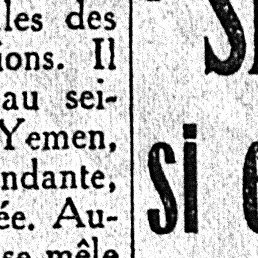 les des
ions. Il
au sei-
Yemen,
ndante,
ée. Au-
se mêle
si